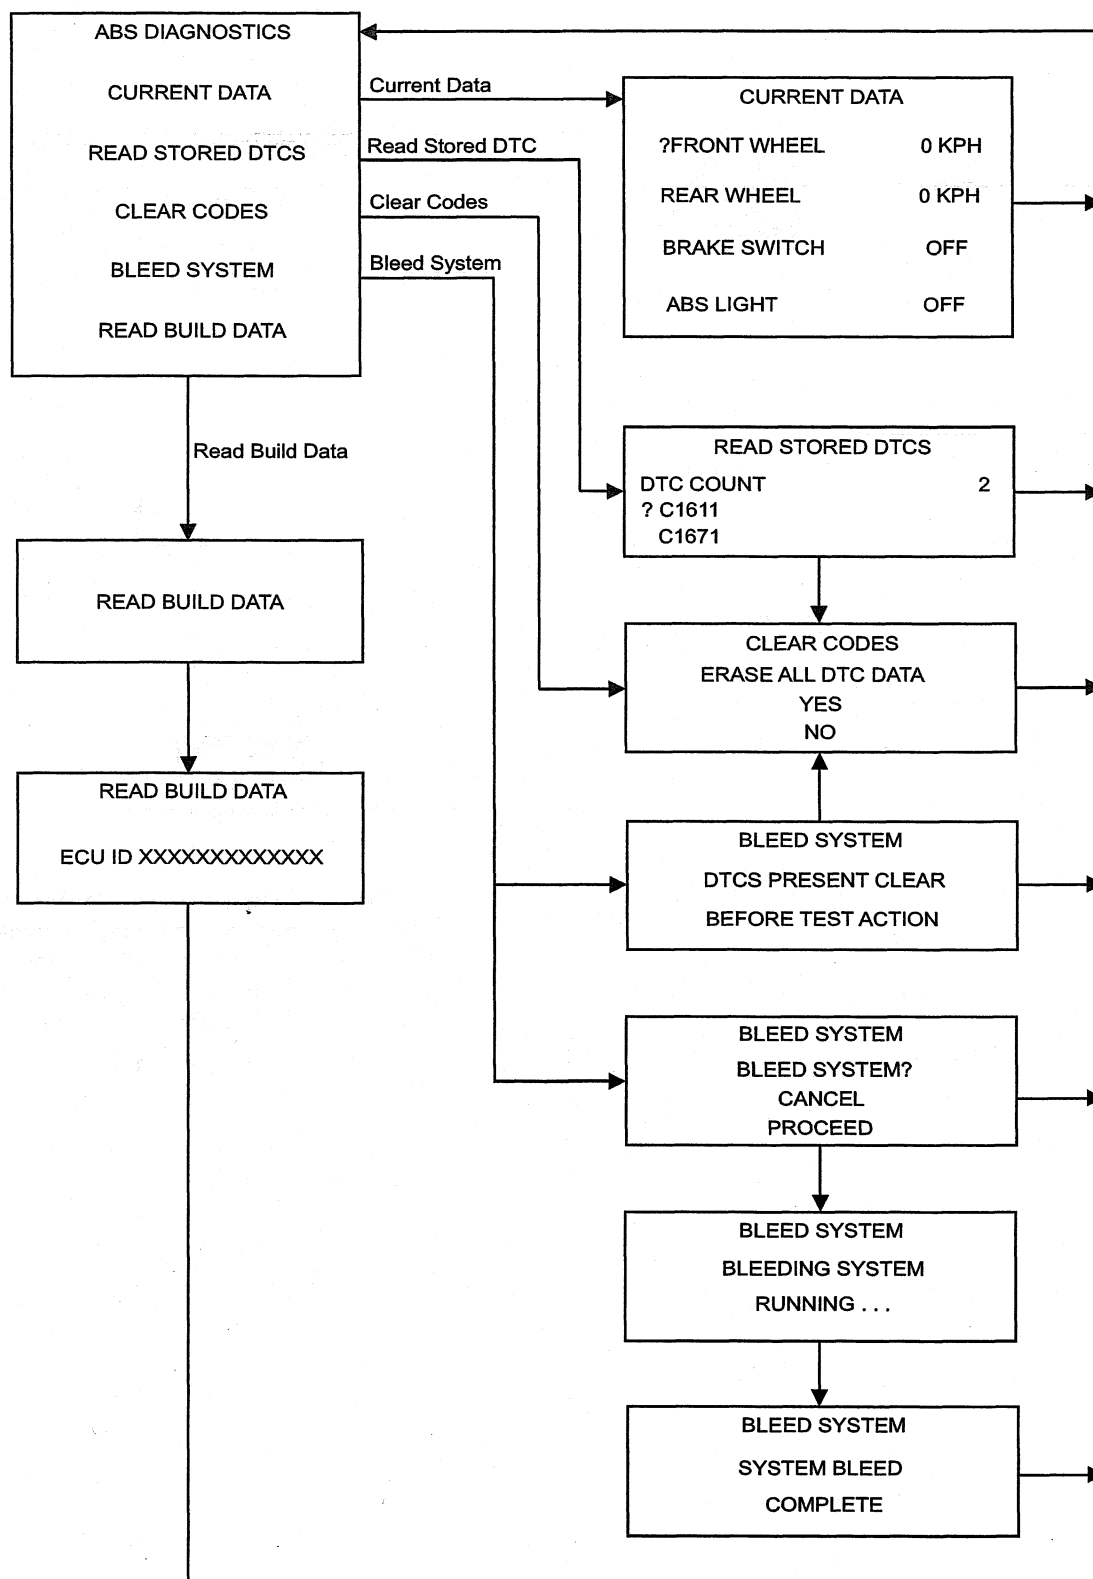 ABS DIAGNOSTICS
CURRENT DATA
READ STORED DTCS
CLEAR CODES
BLEED SYSTEM
READ BUILD DATA
Current Data
Read Stored DTC
Clear Codes
Bleed System
Read Build Data
READ BUILD DATA
READ BUILD DATA
ECU ID XXXXXXXXXXXXX
CURRENT DATA
?FRONT WHEEL 0 KPH
REAR WHEEL 0 KPH
BRAKE SWITCH OFF
ABS LIGHT OFF
READ STORED DTCS
DTC COUNT 2
? C1611
C1671
CLEAR CODES
ERASE ALL DTC DATA
YES
NO
BLEED SYSTEM
DTCS PRESENT CLEAR
BEFORE TEST ACTION
BLEED SYSTEM
BLEED SYSTEM?
CANCEL
PROCEED
BLEED SYSTEM
BLEEDING SYSTEM
RUNNING . . .
BLEED SYSTEM
SYSTEM BLEED
COMPLETE